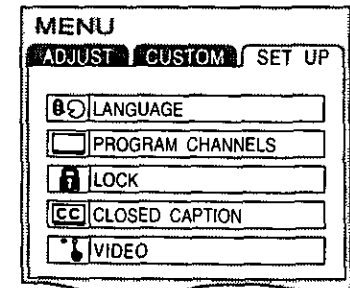 MENU
ADJUST CUSTOM SET UP
LANGUAGE
PROGRAM CHANNELS
LOCK
CC CLOSED CAPTION
VIDEO